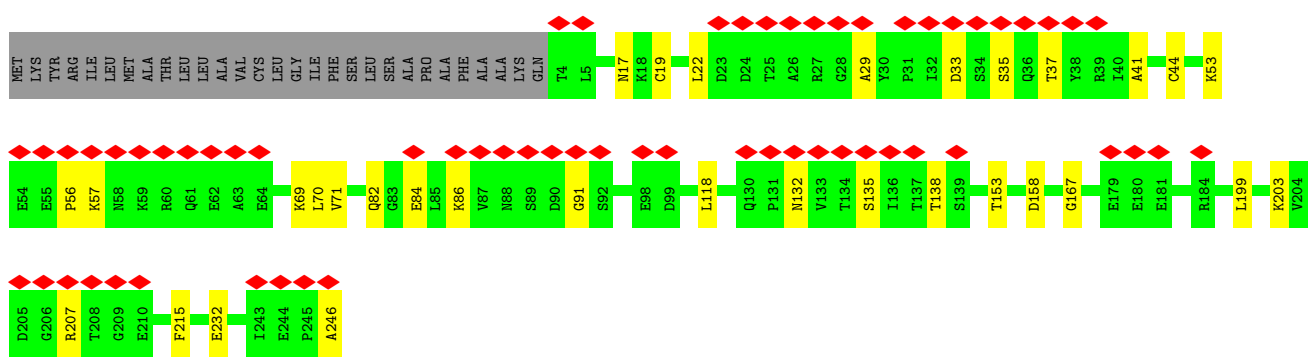 MET LYS TYR ARG ILE LEU MET ALA THR LEU LEU ALA VAL CYS LEU GLY ILE PHE SER LEU SER ALA PRO ALA PHE ALA ALA LYS GLN T4 L5 N17 K18 C19 L22 D23 D24 T25 A26 R27 G28 A29 Y30 P31 I32 D33 S34 S35 Q36 T37 Y38 R39 I40 A41 C44 K53
E54 E55 P56 K57 N58 K59 R60 Q61 E62 A63 E64 K69 L70 V71 Q82 G83 E84 L85 K86 V87 N88 S89 D90 G91 S92 E98 D99 L118 Q130 P131 N132 V133 T134 S135 I136 T137 T138 S139 T153 D158 G167 E179 E180 E181 R184 L199 K203 V204
D205 G206 R207 T208 G209 E210 F215 E232 I243 E244 P245 A246